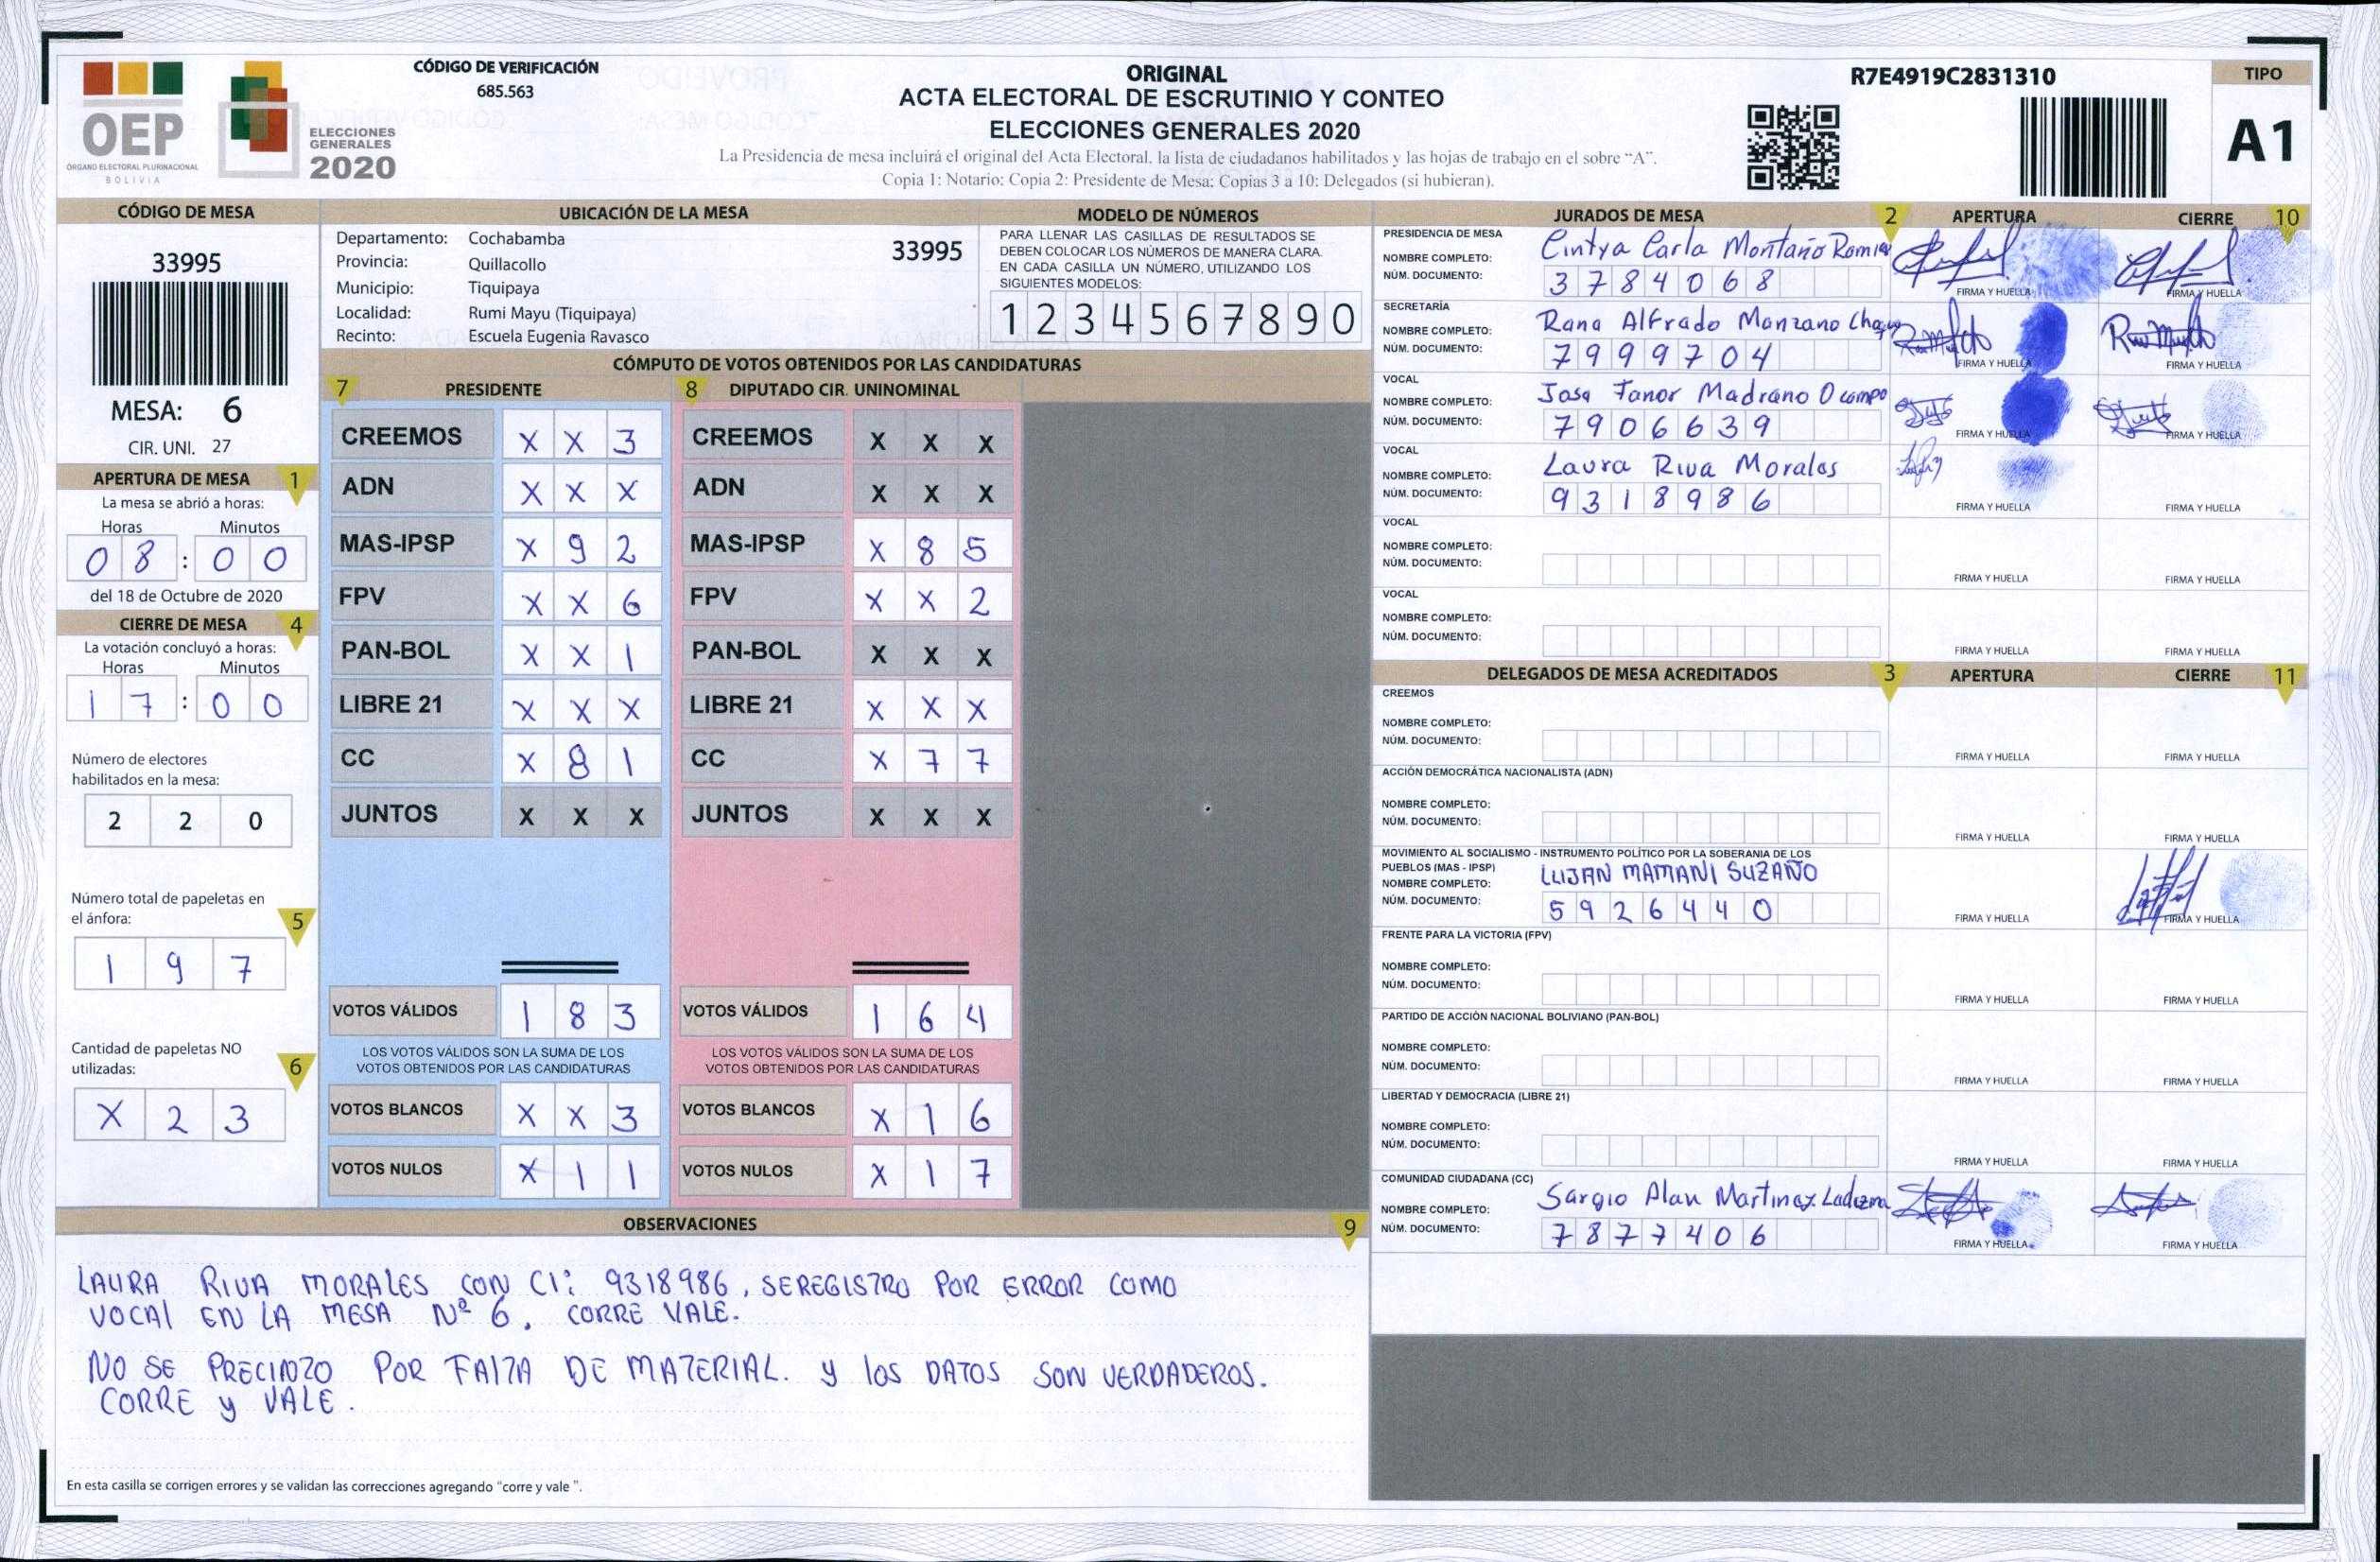 OEP
ÓRGANO ELECTORAL PLURINACIONAL
BOLIVIA
ELECCIONES
GENERALES
2020
CÓDIGO DE VERIFICACIÓN
685.563
ORIGINAL
ACTA ELECTORAL DE ESCRUTINIO Y CONTEO
ELECCIONES GENERALES 2020
La Presidencia de mesa incluirá el original del Acta Electoral, la lista de ciudadanos habilitados y las hojas de trabajo en el sobre “A”.
Copia 1: Notario; Copia 2: Presidente de Mesa; Copias 3 a 10: Delegados (si hubieran).
R7E4919C2831310
TIPO
A1
CÓDIGO DE MESA
33995
MESA: 6
CIR. UNI. 27
APERTURA DE MESA 1
La mesa se abrió a horas:
Horas Minutos
0 8 : 0 0
del 18 de Octubre de 2020
CIERRE DE MESA 4
La votación concluyó a horas:
Horas Minutos
1 7 : 0 0
Número de electores
habilitados en la mesa:
2 2 0
Número total de papeletas en
el ánfora: 5
1 9 7
Cantidad de papeletas NO
utilizadas: 6
X 2 3
UBICACIÓN DE LA MESA
Departamento: Cochabamba
Provincia: Quillacollo
Municipio: Tiquipaya
Localidad: Rumi Mayu (Tiquipaya)
Recinto: Escuela Eugenia Ravasco
33995
MODELO DE NÚMEROS
PARA LLENAR LAS CASILLAS DE RESULTADOS SE
DEBEN COLOCAR LOS NÚMEROS DE MANERA CLARA.
EN CADA CASILLA UN NÚMERO, UTILIZANDO LOS
SIGUIENTES MODELOS:
1 2 3 4 5 6 7 8 9 0
CÓMPUTO DE VOTOS OBTENIDOS POR LAS CANDIDATURAS
7 PRESIDENTE 8 DIPUTADO CIR. UNINOMINAL
CREEMOS X X 3 CREEMOS X X X
ADN X X X ADN X X X
MAS-IPSP X 9 2 MAS-IPSP X 8 5
FPV X X 6 FPV X X 2
PAN-BOL X X 1 PAN-BOL X X X
LIBRE 21 X X X LIBRE 21 X X X
CC X 8 1 CC X 7 7
JUNTOS X X X JUNTOS X X X
VOTOS VÁLIDOS 1 8 3 VOTOS VÁLIDOS 1 6 4
LOS VOTOS VÁLIDOS SON LA SUMA DE LOS LOS VOTOS VÁLIDOS SON LA SUMA DE LOS
VOTOS OBTENIDOS POR LAS CANDIDATURAS VOTOS OBTENIDOS POR LAS CANDIDATURAS
VOTOS BLANCOS X X 3 VOTOS BLANCOS X 1 6
VOTOS NULOS X 1 1 VOTOS NULOS X 1 7
OBSERVACIONES 9
LAURA RIVA MORALES CON CI: 9318986, SEREGISTRO POR ERROR COMO
VOCAl EN LA MESA Nº 6. CORRE VALE.
NO SE PRECINTO POR FAlTA DE MATERIAL. y los DATOS SON VERDADEROS.
CORRE y VALE.
En esta casilla se corrigen errores y se validan las correcciones agregando “corre y vale ”.
JURADOS DE MESA 2 APERTURA CIERRE 10
PRESIDENCIA DE MESA
NOMBRE COMPLETO: Cintya Carla Montaño
NÚM. DOCUMENTO: 3 7 8 4 0 6 8
FIRMA Y HUELLA FIRMA Y HUELLA
SECRETARÍA
NOMBRE COMPLETO: Rana Alfrado Manzano
NÚM. DOCUMENTO: 7 9 9 9 7 0 4
FIRMA Y HUELLA FIRMA Y HUELLA
VOCAL
NOMBRE COMPLETO: Josa Fanor Madrano Ocampo
NÚM. DOCUMENTO: 7 9 0 6 6 3 9
FIRMA Y HUELLA FIRMA Y HUELLA
VOCAL
NOMBRE COMPLETO: Laura Riva Moralas
NÚM. DOCUMENTO: 9 3 1 8 9 8 6
FIRMA Y HUELLA FIRMA Y HUELLA
VOCAL
NOMBRE COMPLETO:
NÚM. DOCUMENTO:
FIRMA Y HUELLA FIRMA Y HUELLA
VOCAL
NOMBRE COMPLETO:
NÚM. DOCUMENTO:
FIRMA Y HUELLA FIRMA Y HUELLA
DELEGADOS DE MESA ACREDITADOS 3 APERTURA CIERRE 11
CREEMOS
NOMBRE COMPLETO:
NÚM. DOCUMENTO:
FIRMA Y HUELLA FIRMA Y HUELLA
ACCIÓN DEMOCRÁTICA NACIONALISTA (ADN)
NOMBRE COMPLETO:
NÚM. DOCUMENTO:
FIRMA Y HUELLA FIRMA Y HUELLA
MOVIMIENTO AL SOCIALISMO - INSTRUMENTO POLÍTICO POR LA SOBERANIA DE LOS
PUEBLOS (MAS - IPSP)
NOMBRE COMPLETO: LUJAN MAMANI SUZAÑO
NÚM. DOCUMENTO: 5 9 2 6 4 4 0
FIRMA Y HUELLA FIRMA Y HUELLA
FRENTE PARA LA VICTORIA (FPV)
NOMBRE COMPLETO:
NÚM. DOCUMENTO:
FIRMA Y HUELLA FIRMA Y HUELLA
PARTIDO DE ACCIÓN NACIONAL BOLIVIANO (PAN-BOL)
NOMBRE COMPLETO:
NÚM. DOCUMENTO:
FIRMA Y HUELLA FIRMA Y HUELLA
LIBERTAD Y DEMOCRACIA (LIBRE 21)
NOMBRE COMPLETO:
NÚM. DOCUMENTO:
FIRMA Y HUELLA FIRMA Y HUELLA
COMUNIDAD CIUDADANA (CC)
NOMBRE COMPLETO: Sargio Alan Martinaz
NÚM. DOCUMENTO: 7 8 7 7 4 0 6
FIRMA Y HUELLA FIRMA Y HUELLA